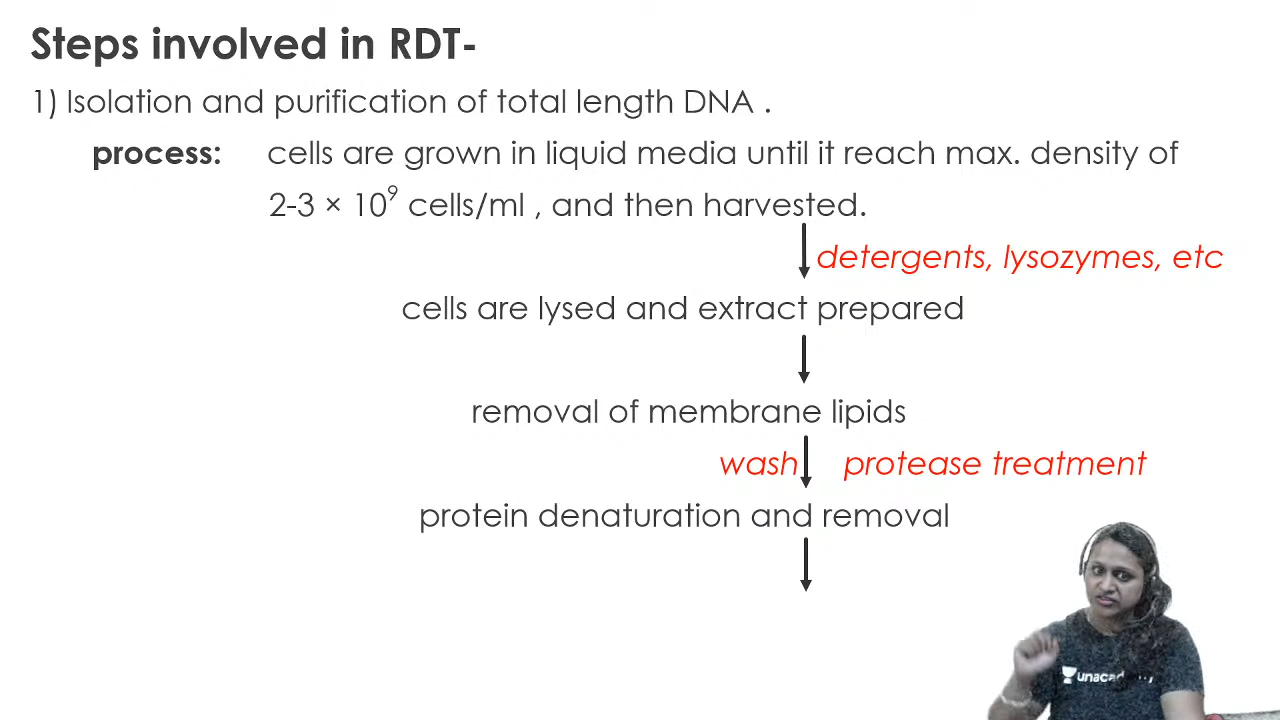 Steps involved in RDT-
1) Isolation and purification of total length DNA .
process: cells are grown in liquid media until it reach max. density of
2-3 × 10⁹ cells/ml , and then harvested.
detergents, lysozymes, etc
cells are lysed and extract prepared
removal of membrane lipids
wash protease treatment
protein denaturation and removal